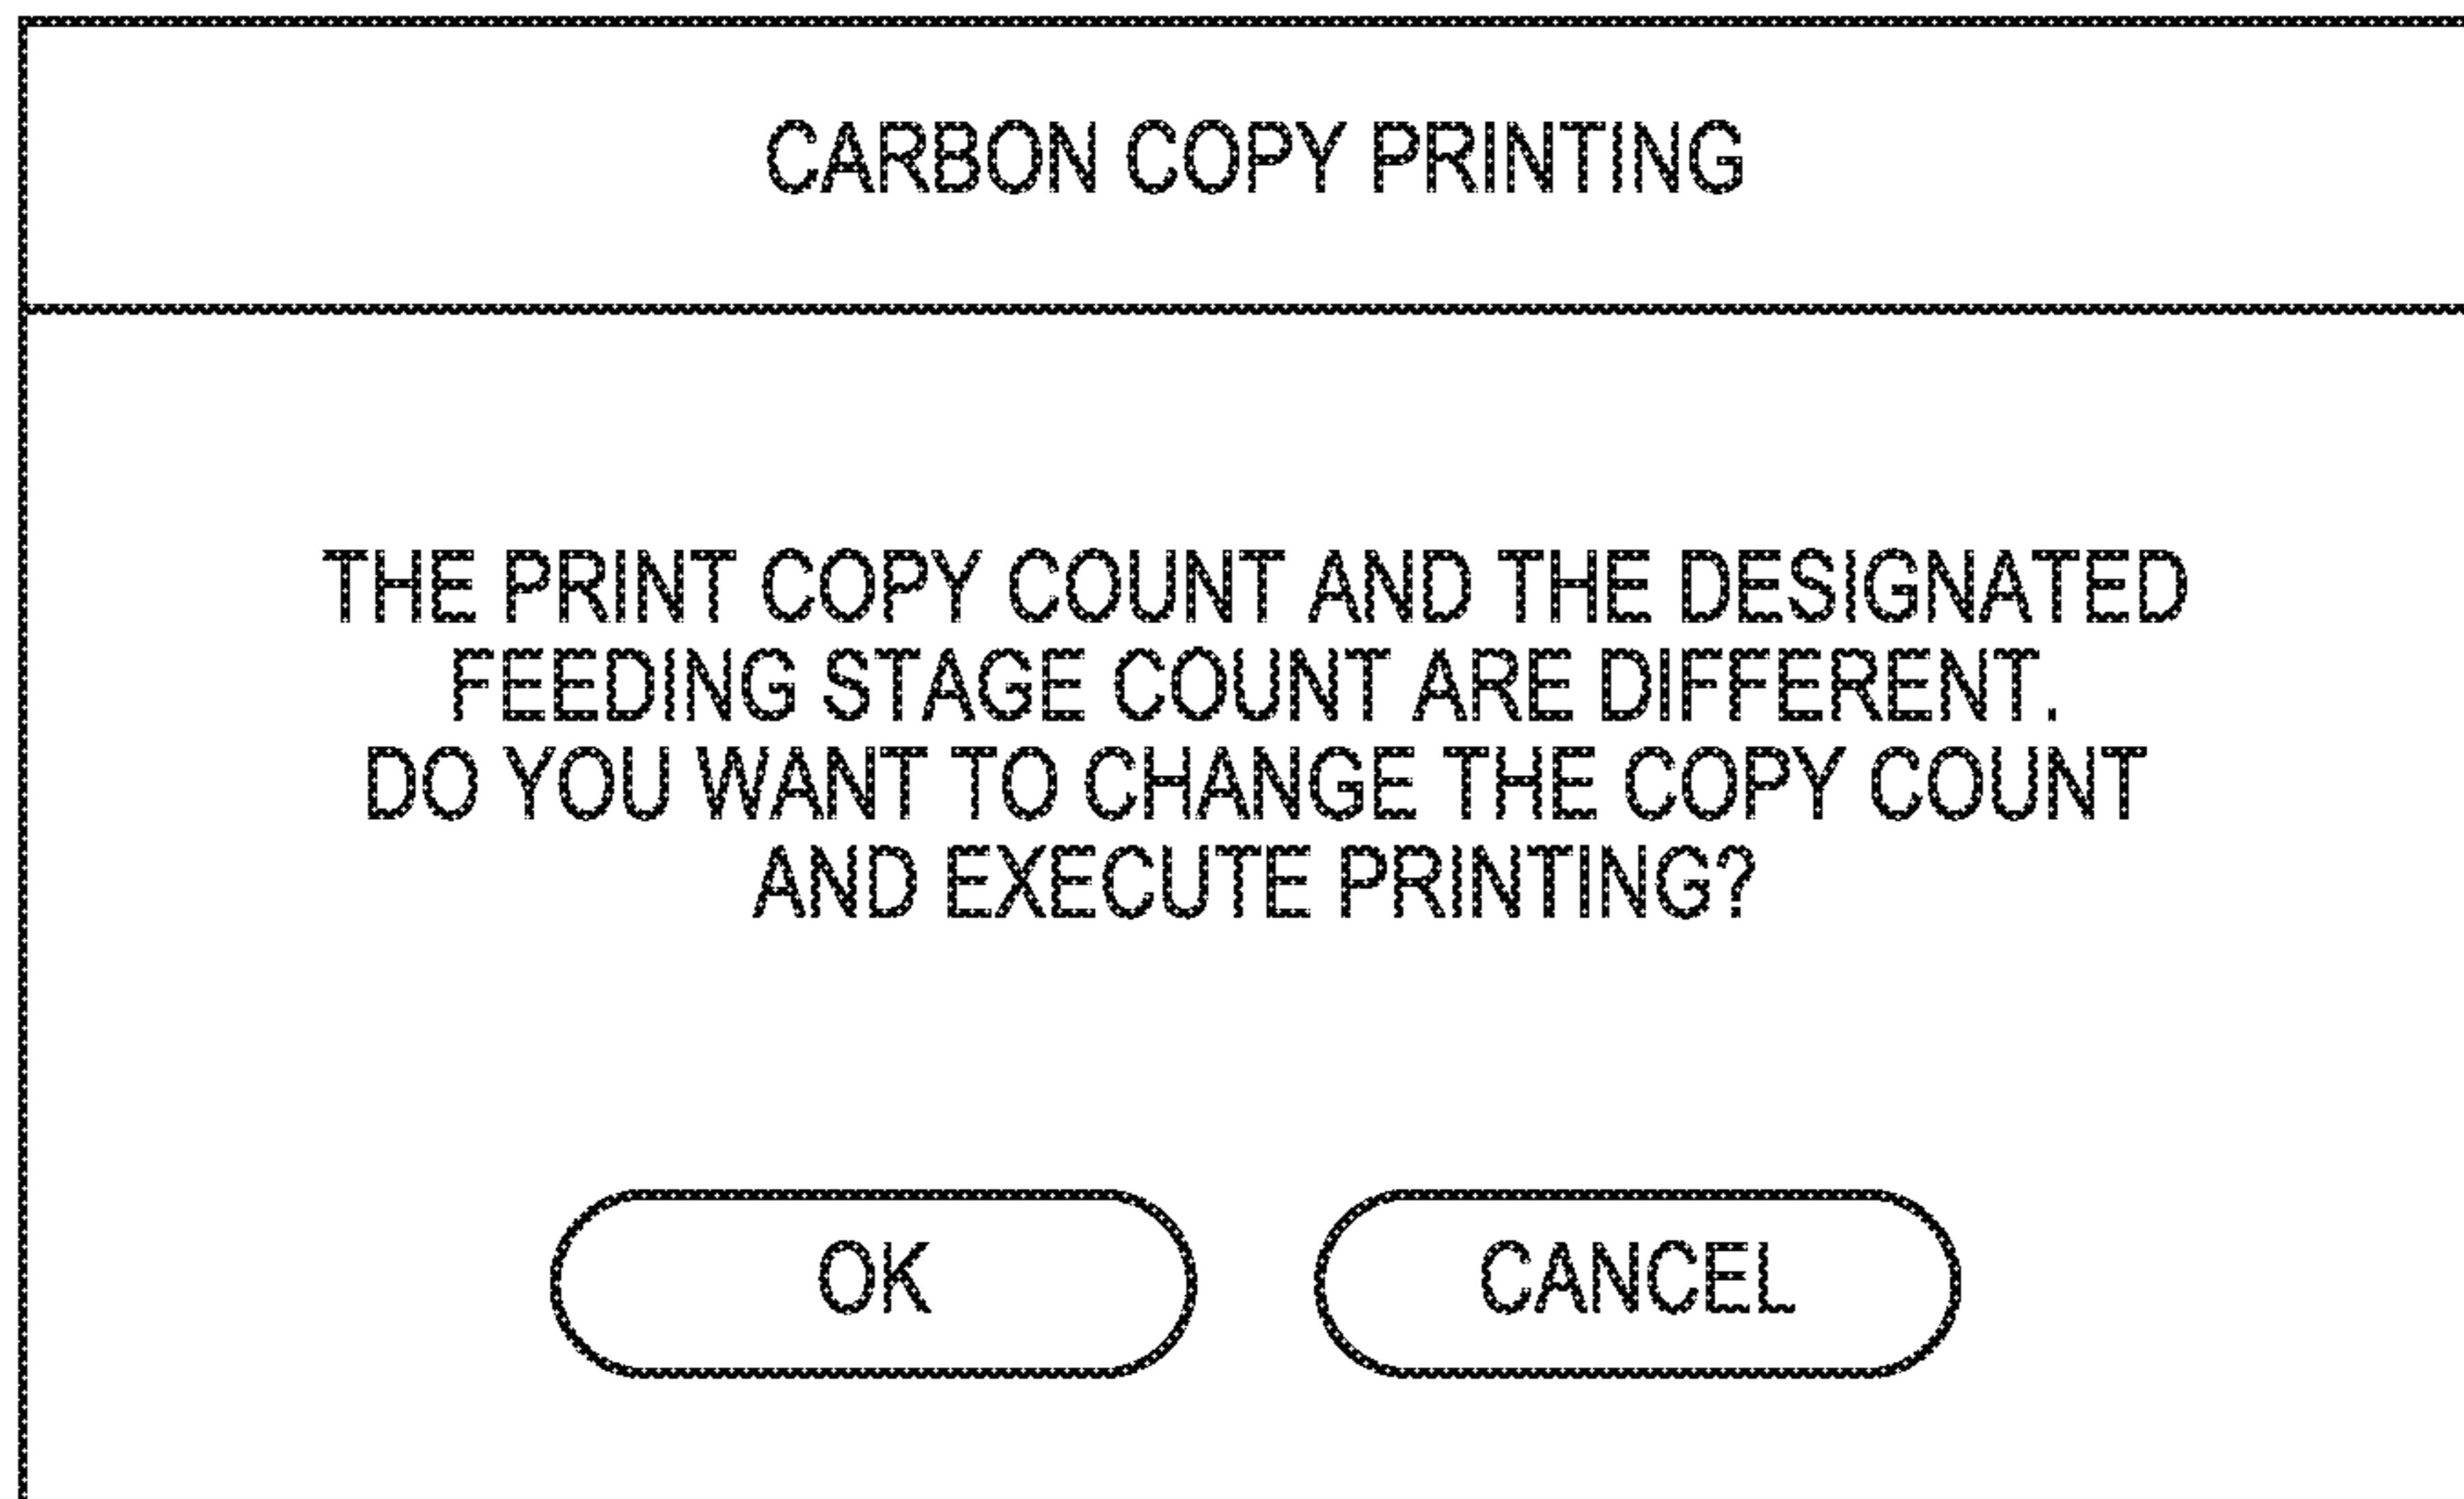 CARBON COPY PRINTING
THE PRINT COPY COUNT AND THE DESIGNATED
FEEDING STAGE COUNT ARE DIFFERENT.
DO YOU WANT TO CHANGE THE COPY COUNT
AND EXECUTE PRINTING?
OK
CANCEL